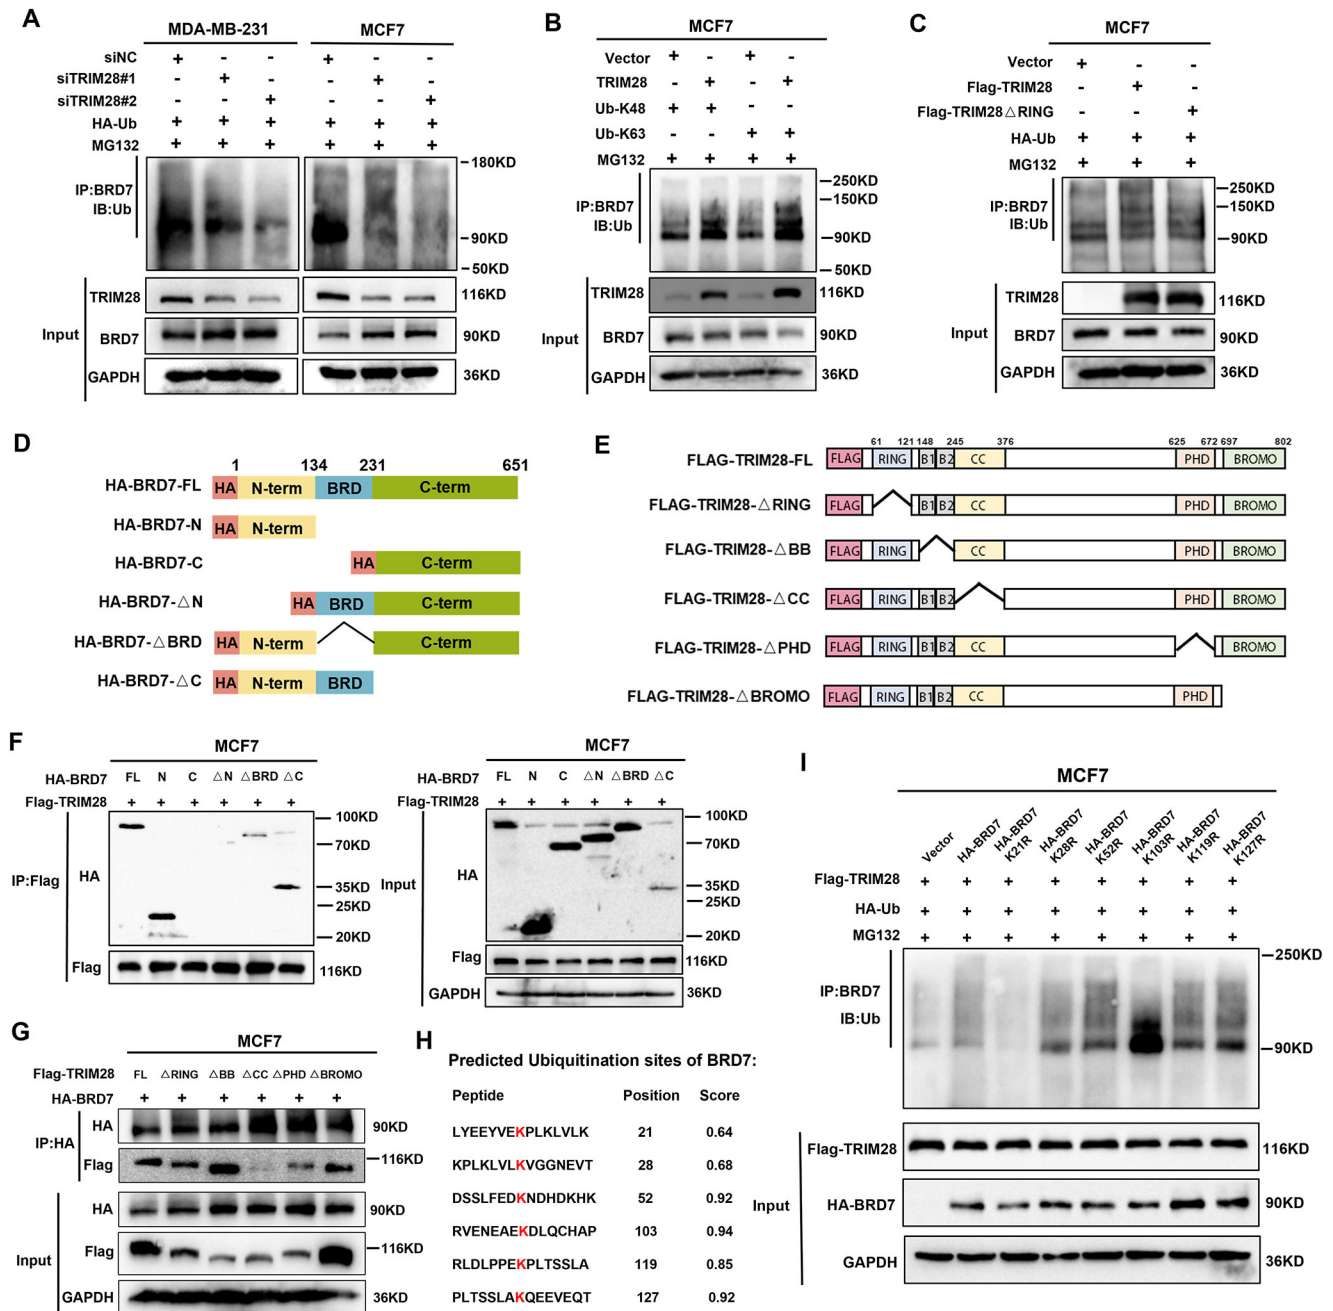 A
MDA-MB-231 MCF7
siNC + - - + - -
siTRIM28#1 - + - - + -
siTRIM28#2 - - + - - +
HA-Ub + + + + + +
MG132 + + + + + +
IP:BRD7
IB:Ub
180KD
90KD
50KD
Input
TRIM28 116KD
BRD7 90KD
GAPDH 36KD
B
MCF7
Vector + - + -
TRIM28 - + - +
Ub-K48 + + - -
Ub-K63 - - + +
MG132 + + + +
IP:BRD7
IB:Ub
250KD
150KD
90KD
50KD
Input
TRIM28 116KD
BRD7 90KD
GAPDH 36KD
C
MCF7
Vector + - -
Flag-TRIM28 - + -
Flag-TRIM28△RING - - +
HA-Ub + + +
MG132 + + +
IP:BRD7
IB:Ub
250KD
150KD
90KD
Input
TRIM28 116KD
BRD7 90KD
GAPDH 36KD
D
1 134 231 651
HA-BRD7-FL HA N-term BRD C-term
HA-BRD7-N HA N-term
HA-BRD7-C HA C-term
HA-BRD7-△N HA BRD C-term
HA-BRD7-△BRD HA N-term C-term
HA-BRD7-△C HA N-term BRD
E
61 121 148 245 376 625 672 697 802
FLAG-TRIM28-FL FLAG RING B1 B2 CC PHD BROMO
FLAG-TRIM28-△RING FLAG B1 B2 CC PHD BROMO
FLAG-TRIM28-△BB FLAG RING CC PHD BROMO
FLAG-TRIM28-△CC FLAG RING B1 B2 PHD BROMO
FLAG-TRIM28-△PHD FLAG RING B1 B2 CC BROMO
FLAG-TRIM28-△BROMO FLAG RING B1 B2 CC PHD
F
MCF7
HA-BRD7 FL N C △N △BRD △C
Flag-TRIM28 + + + + + +
IP:Flag
HA
100KD
70KD
35KD
25KD
20KD
Flag 116KD
MCF7
HA-BRD7 FL N C △N △BRD △C
Flag-TRIM28 + + + + + +
Input
HA
100KD
70KD
35KD
25KD
20KD
Flag 116KD
GAPDH 36KD
G
MCF7
Flag-TRIM28 FL △RING △BB △CC △PHD △BROMO
HA-BRD7 + + + + + +
IP:HA
HA 90KD
Flag 116KD
Input
HA 90KD
Flag 116KD
GAPDH 36KD
H
Predicted Ubiquitination sites of BRD7:
Peptide Position Score
LYEEYVEKPLKLVLK 21 0.64
KPLKLVLKVGGNEVT 28 0.68
DSSLFEDKNDHDKHK 52 0.92
RVENEAEKDLQCHAP 103 0.94
RLDLPPEKPLTSSLA 119 0.85
PLTSSLAKQEEVEQT 127 0.92
I
MCF7
Vector HA-BRD7 HA-BRD7 K21R HA-BRD7 K28R HA-BRD7 K52R HA-BRD7 K103R HA-BRD7 K119R HA-BRD7 K127R
Flag-TRIM28 + + + + + + + +
HA-Ub + + + + + + + +
MG132 + + + + + + + +
IP:BRD7
IB:Ub
250KD
90KD
Input
Flag-TRIM28 116KD
HA-BRD7 90KD
GAPDH 36KD